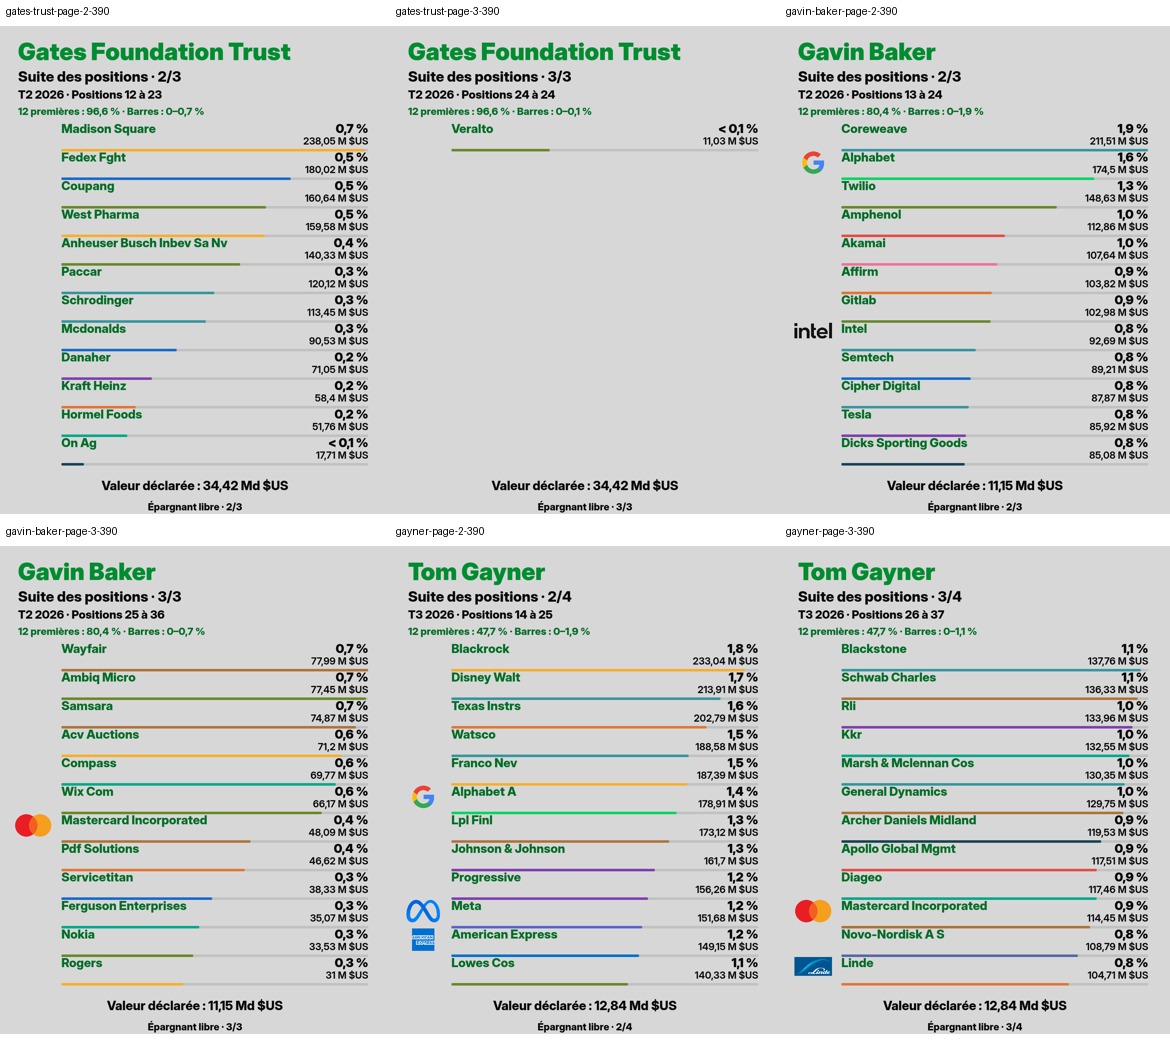 gates-trust-page-2-390
Gates Foundation Trust
Suite des positions · 2/3
T2 2026 · Positions 12 à 23
12 premières : 96,6 % · Barres : 0–0,7 %
Madison Square 0,7 %
238,05 M $US
Fedex Fght 0,5 %
180,02 M $US
Coupang 0,5 %
160,64 M $US
West Pharma 0,5 %
159,58 M $US
Anheuser Busch Inbev Sa Nv 0,4 %
140,33 M $US
Paccar 0,3 %
120,12 M $US
Schrodinger 0,3 %
113,45 M $US
Mcdonalds 0,3 %
90,53 M $US
Danaher 0,2 %
71,05 M $US
Kraft Heinz 0,2 %
58,4 M $US
Hormel Foods 0,2 %
51,76 M $US
On Ag < 0,1 %
17,71 M $US
Valeur déclarée : 34,42 Md $US
Épargnant libre · 2/3
gates-trust-page-3-390
Gates Foundation Trust
Suite des positions · 3/3
T2 2026 · Positions 24 à 24
12 premières : 96,6 % · Barres : 0–0,1 %
Veralto < 0,1 %
11,03 M $US
Valeur déclarée : 34,42 Md $US
Épargnant libre · 3/3
gavin-baker-page-2-390
Gavin Baker
Suite des positions · 2/3
T2 2026 · Positions 13 à 24
12 premières : 80,4 % · Barres : 0–1,9 %
Coreweave 1,9 %
211,51 M $US
Alphabet 1,6 %
174,5 M $US
Twilio 1,3 %
148,63 M $US
Amphenol 1,0 %
112,86 M $US
Akamai 1,0 %
107,64 M $US
Affirm 0,9 %
103,82 M $US
Gitlab 0,9 %
102,98 M $US
intel Intel 0,8 %
92,69 M $US
Semtech 0,8 %
89,21 M $US
Cipher Digital 0,8 %
87,87 M $US
Tesla 0,8 %
85,92 M $US
Dicks Sporting Goods 0,8 %
85,08 M $US
Valeur déclarée : 11,15 Md $US
Épargnant libre · 2/3
gavin-baker-page-3-390
Gavin Baker
Suite des positions · 3/3
T2 2026 · Positions 25 à 36
12 premières : 80,4 % · Barres : 0–0,7 %
Wayfair 0,7 %
77,99 M $US
Ambiq Micro 0,7 %
77,45 M $US
Samsara 0,7 %
74,87 M $US
Acv Auctions 0,6 %
71,2 M $US
Compass 0,6 %
69,77 M $US
Wix Com 0,6 %
66,17 M $US
Mastercard Incorporated 0,4 %
48,09 M $US
Pdf Solutions 0,4 %
46,62 M $US
Servicetitan 0,3 %
38,33 M $US
Ferguson Enterprises 0,3 %
35,07 M $US
Nokia 0,3 %
33,53 M $US
Rogers 0,3 %
31 M $US
Valeur déclarée : 11,15 Md $US
Épargnant libre · 3/3
gayner-page-2-390
Tom Gayner
Suite des positions · 2/4
T3 2026 · Positions 14 à 25
12 premières : 47,7 % · Barres : 0–1,9 %
Blackrock 1,8 %
233,04 M $US
Disney Walt 1,7 %
213,91 M $US
Texas Instrs 1,6 %
202,79 M $US
Watsco 1,5 %
188,58 M $US
Franco Nev 1,5 %
187,39 M $US
Alphabet A 1,4 %
178,91 M $US
Lpl Finl 1,3 %
173,12 M $US
Johnson & Johnson 1,3 %
161,7 M $US
Progressive 1,2 %
156,26 M $US
Meta 1,2 %
151,68 M $US
American Express 1,2 %
149,15 M $US
Lowes Cos 1,1 %
140,33 M $US
Valeur déclarée : 12,84 Md $US
Épargnant libre · 2/4
gayner-page-3-390
Tom Gayner
Suite des positions · 3/4
T3 2026 · Positions 26 à 37
12 premières : 47,7 % · Barres : 0–1,1 %
Blackstone 1,1 %
137,76 M $US
Schwab Charles 1,1 %
136,33 M $US
Rli 1,0 %
133,96 M $US
Kkr 1,0 %
132,55 M $US
Marsh & Mclennan Cos 1,0 %
130,35 M $US
General Dynamics 1,0 %
129,75 M $US
Archer Daniels Midland 0,9 %
119,53 M $US
Apollo Global Mgmt 0,9 %
117,51 M $US
Diageo 0,9 %
117,46 M $US
Mastercard Incorporated 0,9 %
114,45 M $US
Novo-Nordisk A S 0,8 %
108,79 M $US
Linde Linde 0,8 %
104,71 M $US
Valeur déclarée : 12,84 Md $US
Épargnant libre · 3/4